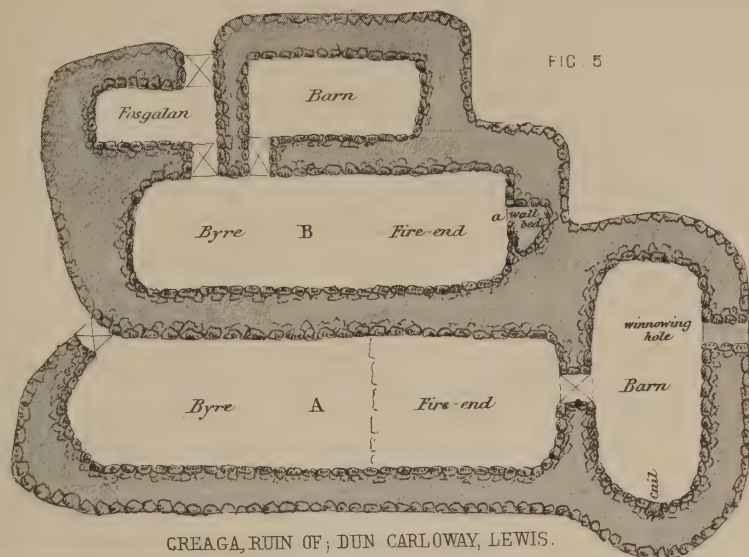 FIG. 5
Fosgalan
Barn
Byre B Fire-end
a wall bed
winnowing hole
Barn
Byre A Fire-end
cuil
CREAGA, RUIN OF; DUN CARLOWAY, LEWIS.